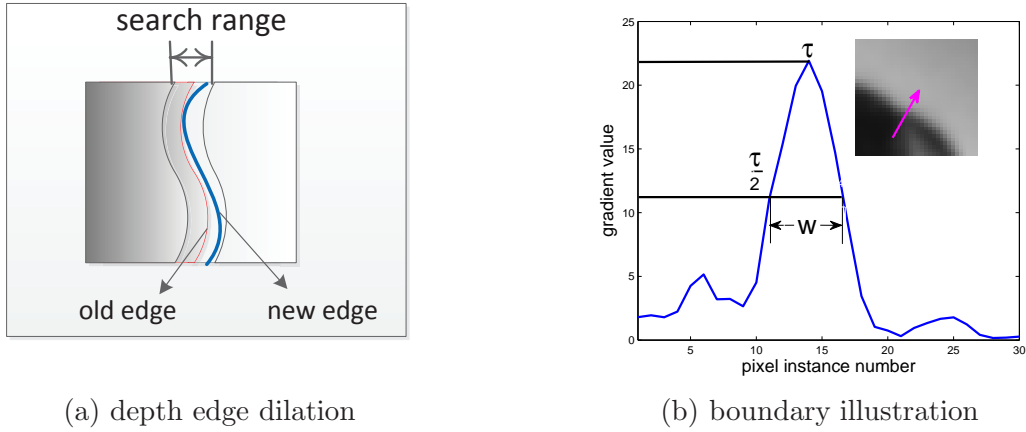 search range
old edge
new edge
(a) depth edge dilation
25
20
15
10
5
0
gradient value
τ
τ
2
w
5
10
15
20
25
30
pixel instance number
(b) boundary illustration